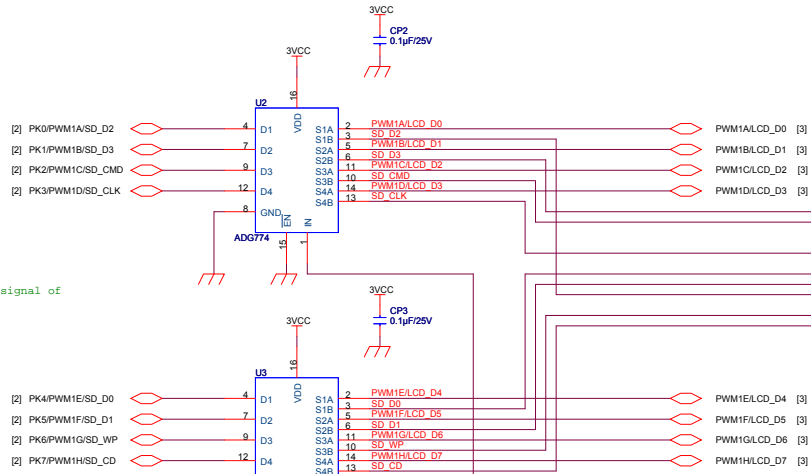 3VCC
CP2
0.1µF/25V
3VCC
U2
16
VDD
[2] PK0/PWM1A/SD_D2 4 D1 S1A 2 PWM1A/LCD_D0 PWM1A/LCD_D0 [3]
S1B 3 SD_D2
[2] PK1/PWM1B/SD_D3 7 D2 S2A 5 PWM1B/LCD_D1 PWM1B/LCD_D1 [3]
S2B 6 SD_D3
[2] PK2/PWM1C/SD_CMD 9 D3 S3A 11 PWM1C/LCD_D2 PWM1C/LCD_D2 [3]
S3B 10 SD_CMD
[2] PK3/PWM1D/SD_CLK 12 D4 S4A 14 PWM1D/LCD_D3 PWM1D/LCD_D3 [3]
S4B 13 SD_CLK
8 GND EN IN
ADG774
15 1
signal of
3VCC
CP3
0.1µF/25V
3VCC
U3
16
VDD
[2] PK4/PWM1E/SD_D0 4 D1 S1A 2 PWM1E/LCD_D4 PWM1E/LCD_D4 [3]
S1B 3 SD_D0
[2] PK5/PWM1F/SD_D1 7 D2 S2A 5 PWM1F/LCD_D5 PWM1F/LCD_D5 [3]
S2B 6 SD_D1
[2] PK6/PWM1G/SD_WP 9 D3 S3A 11 PWM1G/LCD_D6 PWM1G/LCD_D6 [3]
S3B 10 SD_WP
[2] PK7/PWM1H/SD_CD 12 D4 S4A 14 PWM1H/LCD_D7 PWM1H/LCD_D7 [3]
S4B 13 SD_CD